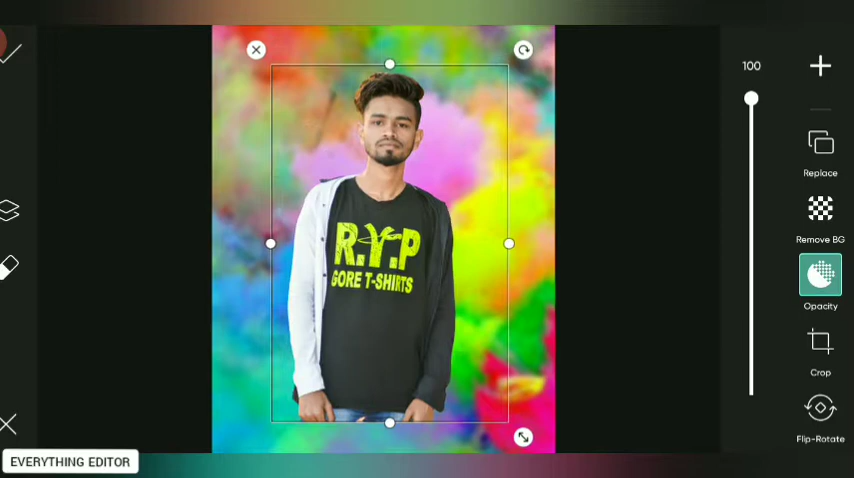 100
Replace
Remove BG
R.Y.P
GORE T-SHIRTS
Opacity
Crop
Flip-Rotate
EVERYTHING EDITOR